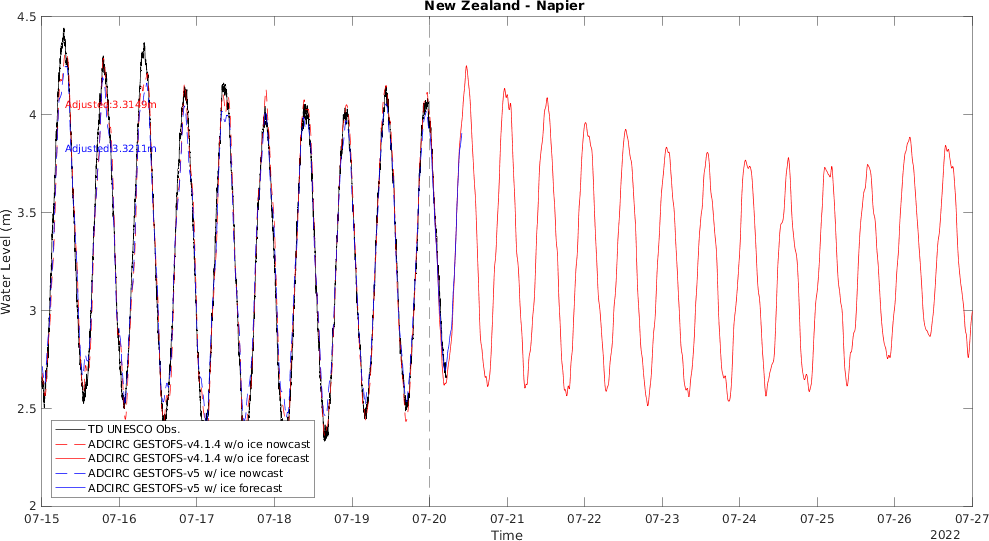 New Zealand - Napier
4.5
4
3.5
3
2.5
2
Water Level (m)
Adjusted:3.3149m
Adjusted:3.3211m
TD UNESCO Obs.
ADCIRC GESTOFS-v4.1.4 w/o ice nowcast
ADCIRC GESTOFS-v4.1.4 w/o ice forecast
ADCIRC GESTOFS-v5 w/ ice nowcast
ADCIRC GESTOFS-v5 w/ ice forecast
07-15 07-16 07-17 07-18 07-19 07-20 07-21 07-22 07-23 07-24 07-25 07-26 07-27
Time
2022